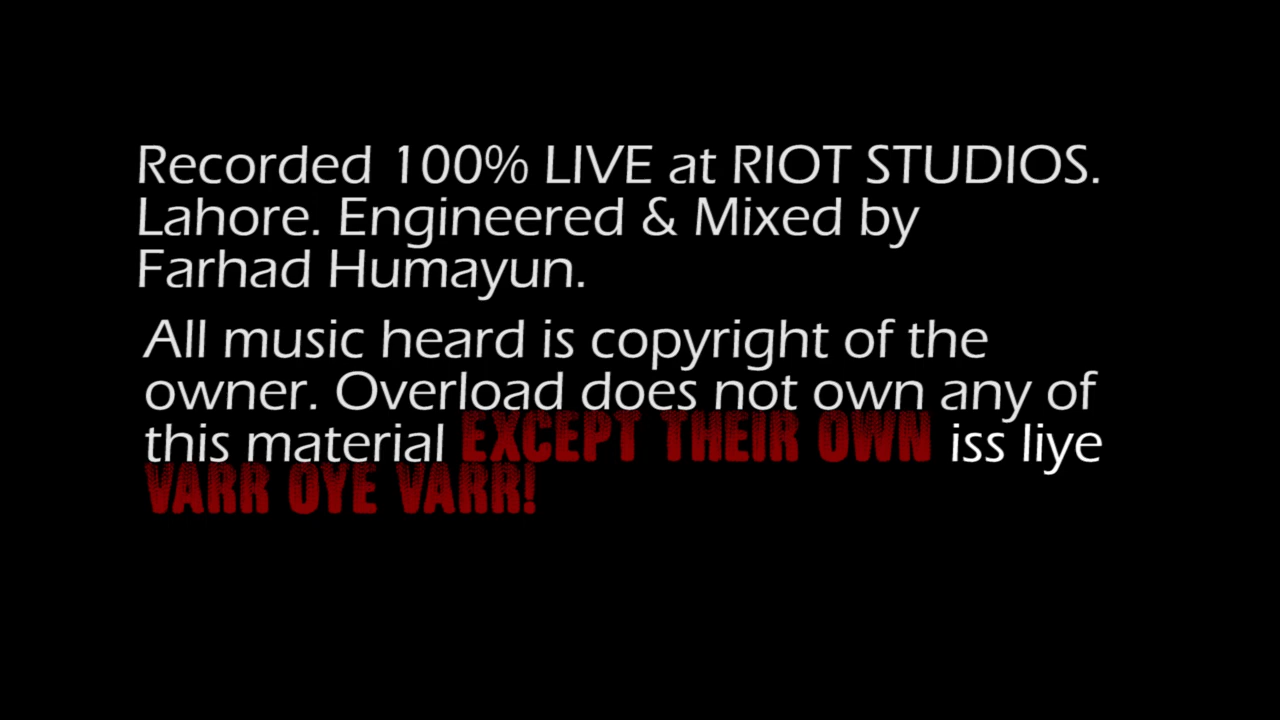 Recorded 100% LIVE at RIOT STUDIOS.
Lahore. Engineered & Mixed by
Farhad Humayun.
All music heard is copyright of the
owner. Overload does not own any of
this material EXCEPT THEIR OWN iss liye
VARR OYE VARR!